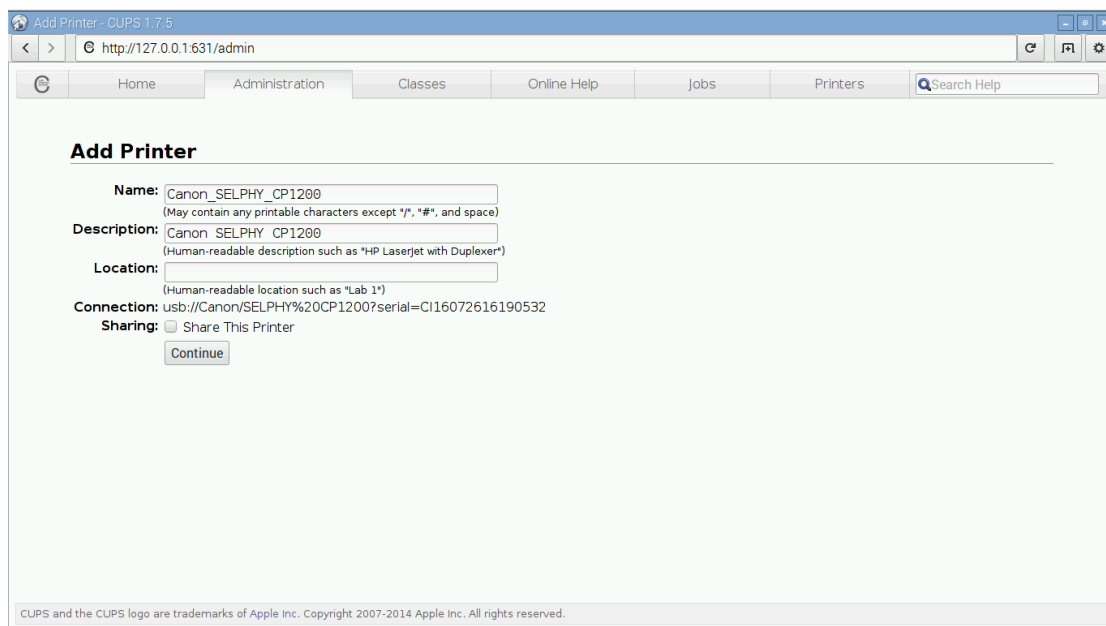 Add Printer - CUPS 1.7.5
http://127.0.0.1:631/admin
Home Administration Classes Online Help Jobs Printers Search Help
Add Printer
Name: Canon_SELPHY_CP1200
(May contain any printable characters except "/", "#", and space)
Description: Canon SELPHY CP1200
(Human-readable description such as "HP LaserJet with Duplexer")
Location:
(Human-readable location such as "Lab 1")
Connection: usb://Canon/SELPHY%20CP1200?serial=CI16072616190532
Sharing: Share This Printer
Continue
CUPS and the CUPS logo are trademarks of Apple Inc. Copyright 2007-2014 Apple Inc. All rights reserved.